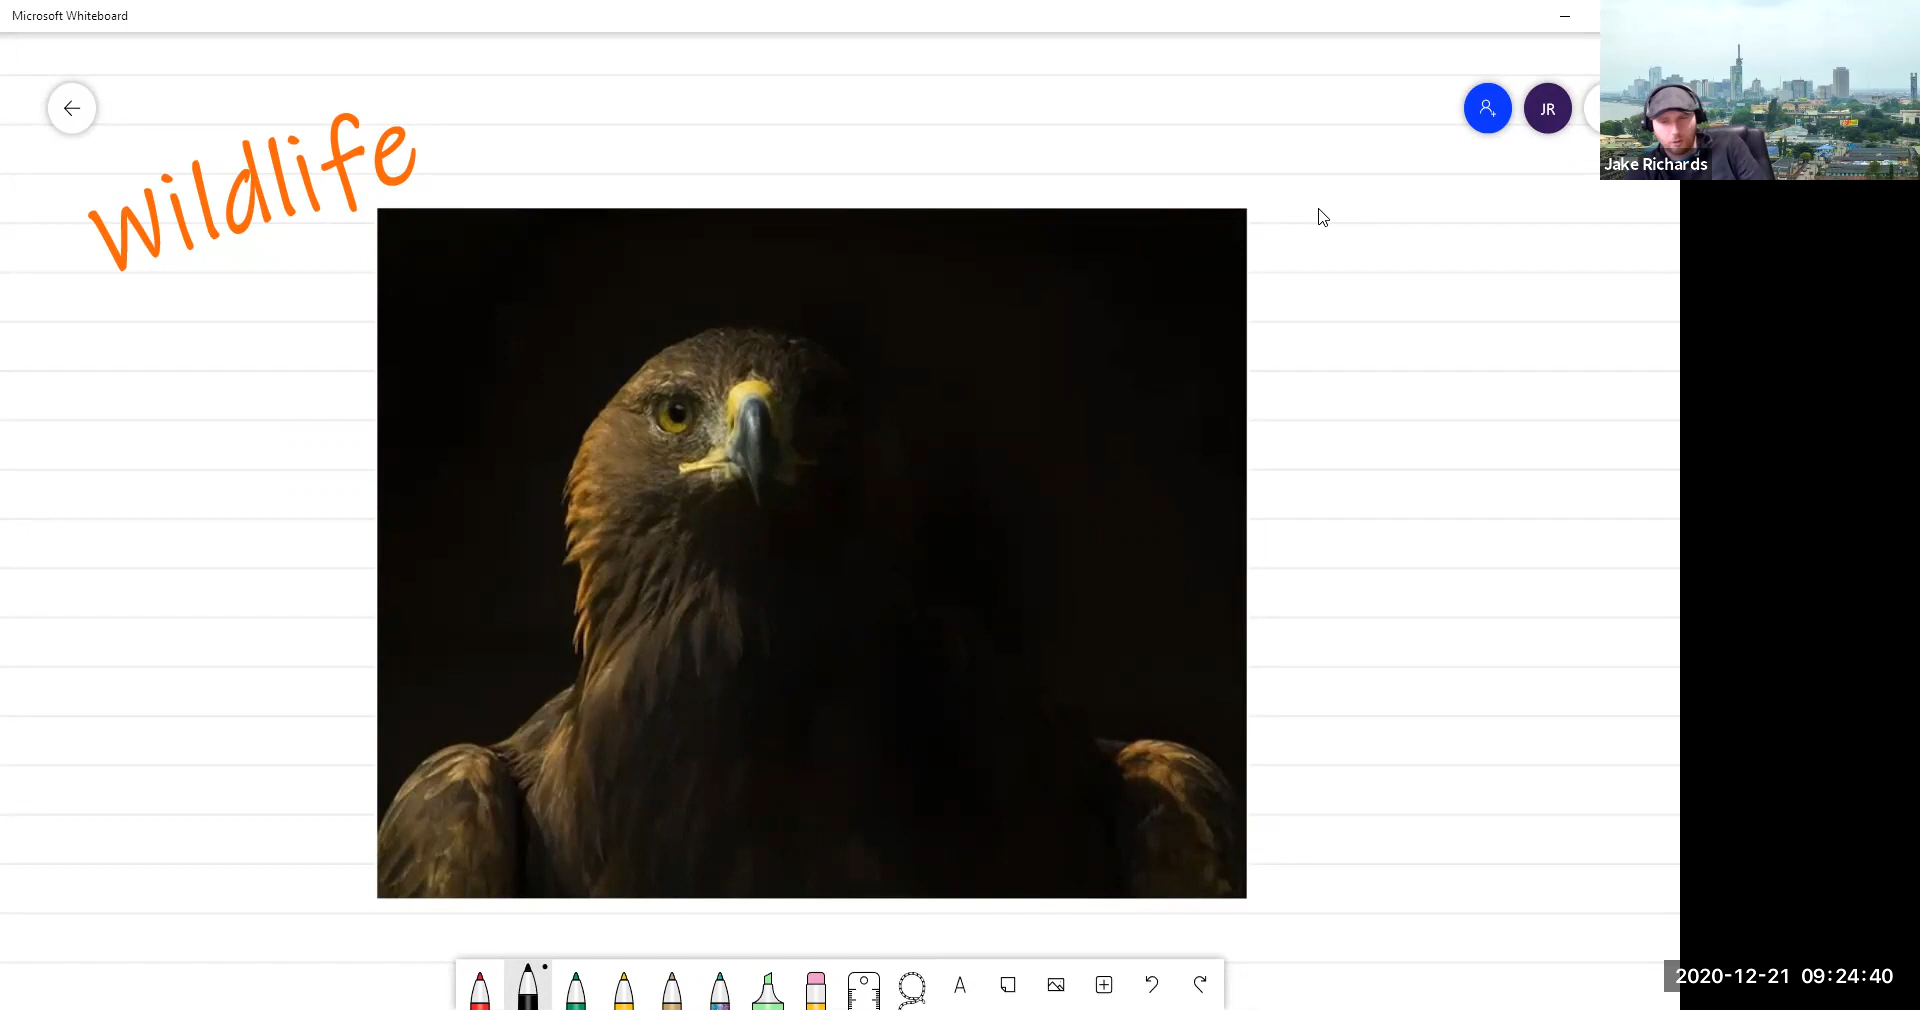 Microsoft Whiteboard
wildlife
JR
Jake Richards
A
2020-12-21 09:24:40